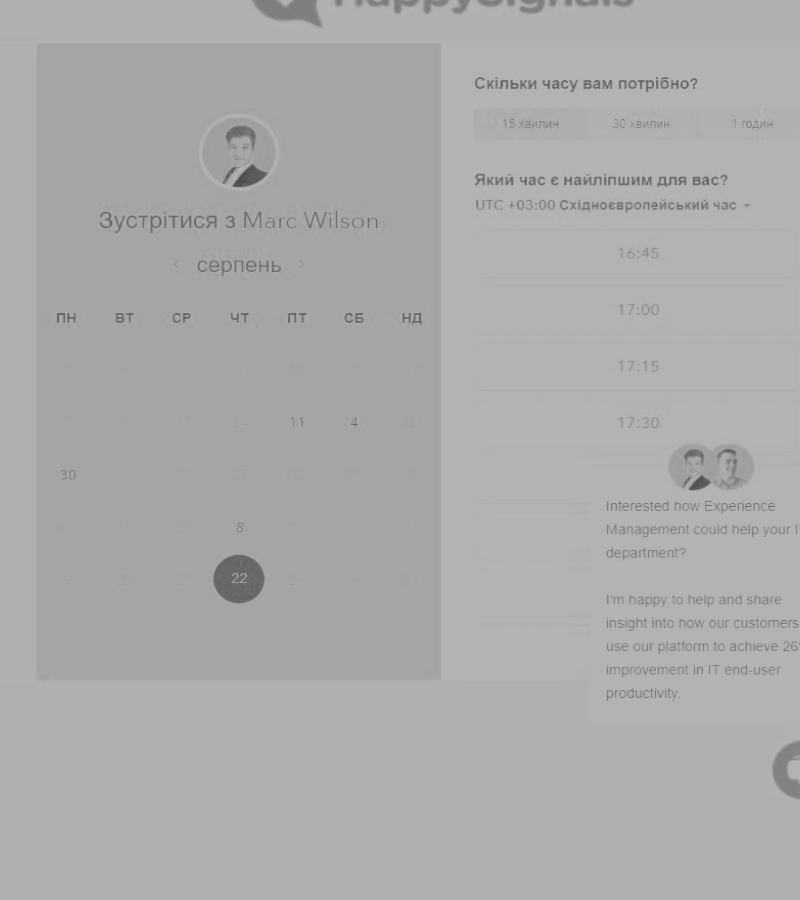 HappySignals
Зустрітися з Marc Wilson
серпень
ПН ВТ СР ЧТ ПТ СБ НД
11 4
30
8
22
Скільки часу вам потрібно?
15 хвилин 30 хвилин 1 годин
Який час є найліпшим для вас?
UTC +03:00 Східноєвропейський час
16:45
17:00
17:15
17:30
Interested how Experience
Management could help your
department?
I'm happy to help and share
insight into how our customers
use our platform to achieve
improvement in IT end-user
productivity.